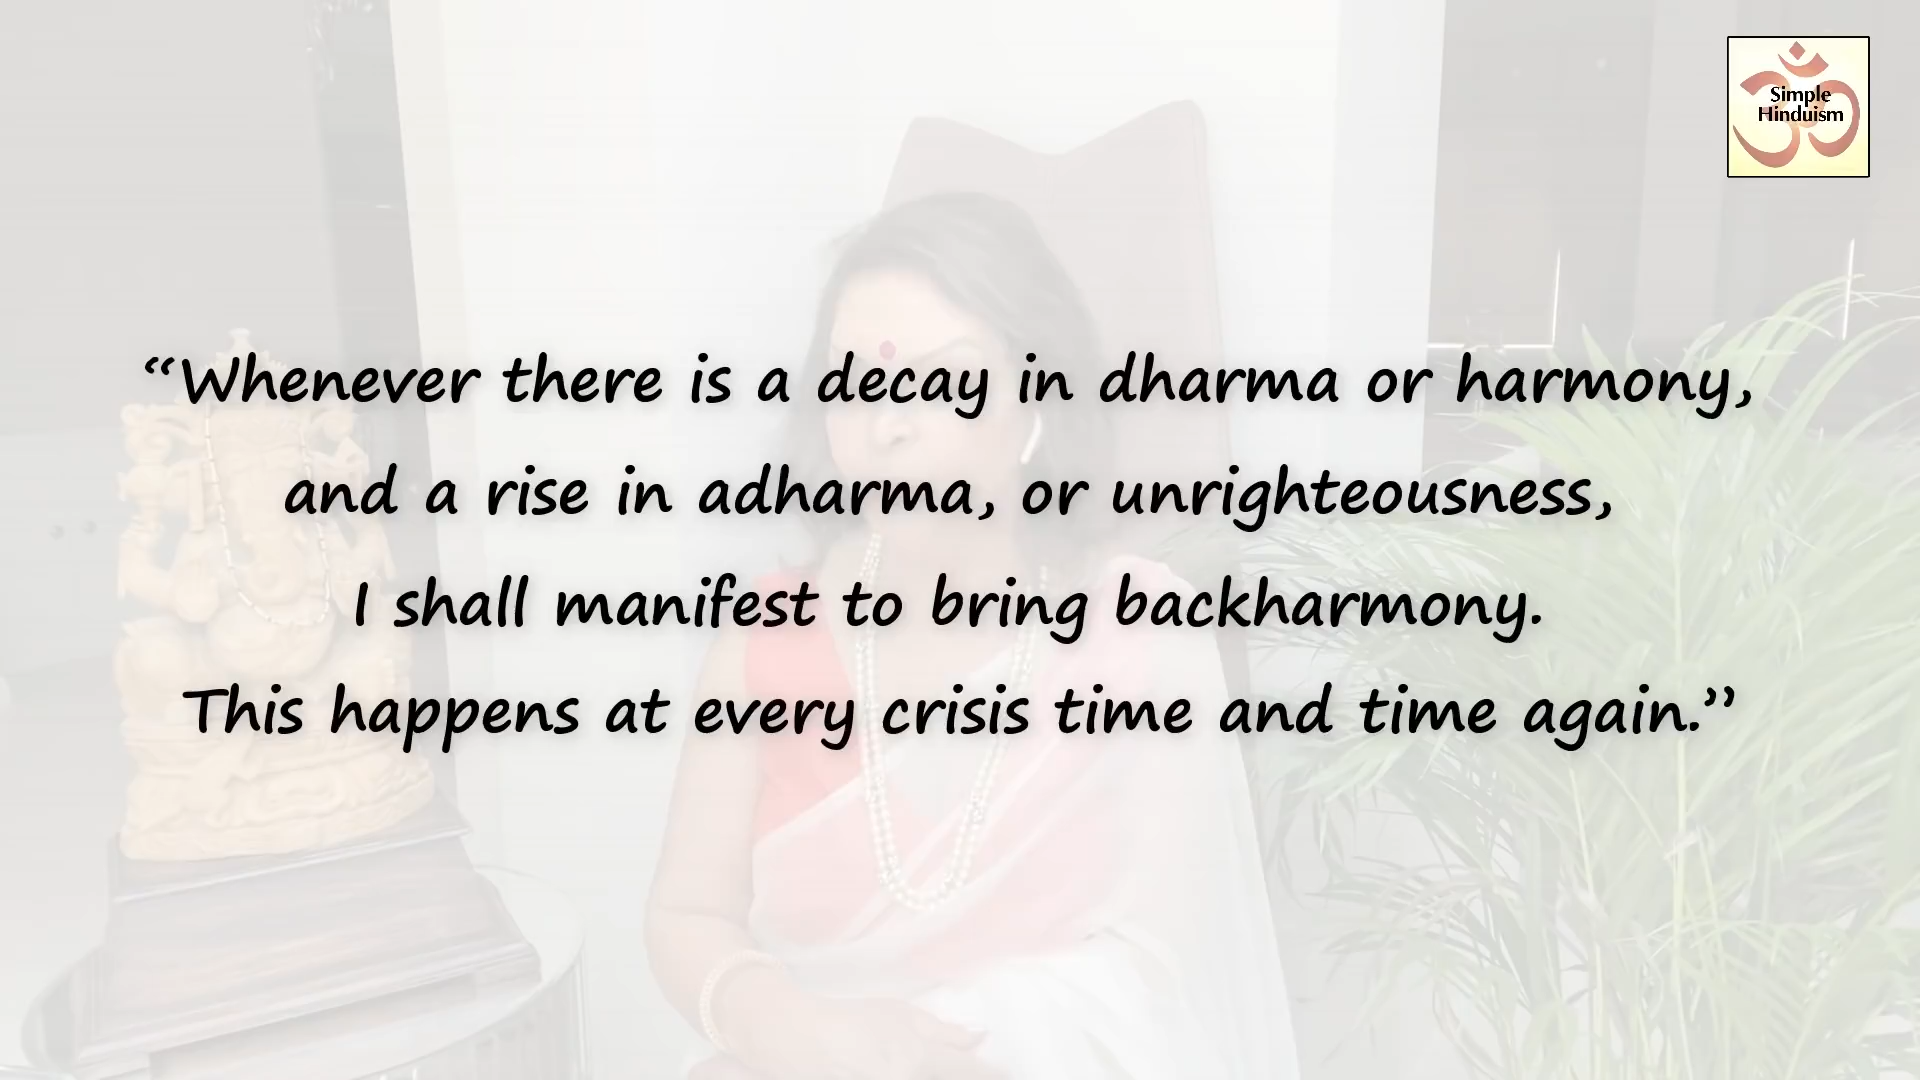 Simple
Hinduism
“Whenever there is a decay in dharma or harmony,
and a rise in adharma, or unrighteousness,
I shall manifest to bring backharmony.
This happens at every crisis time and time again.”